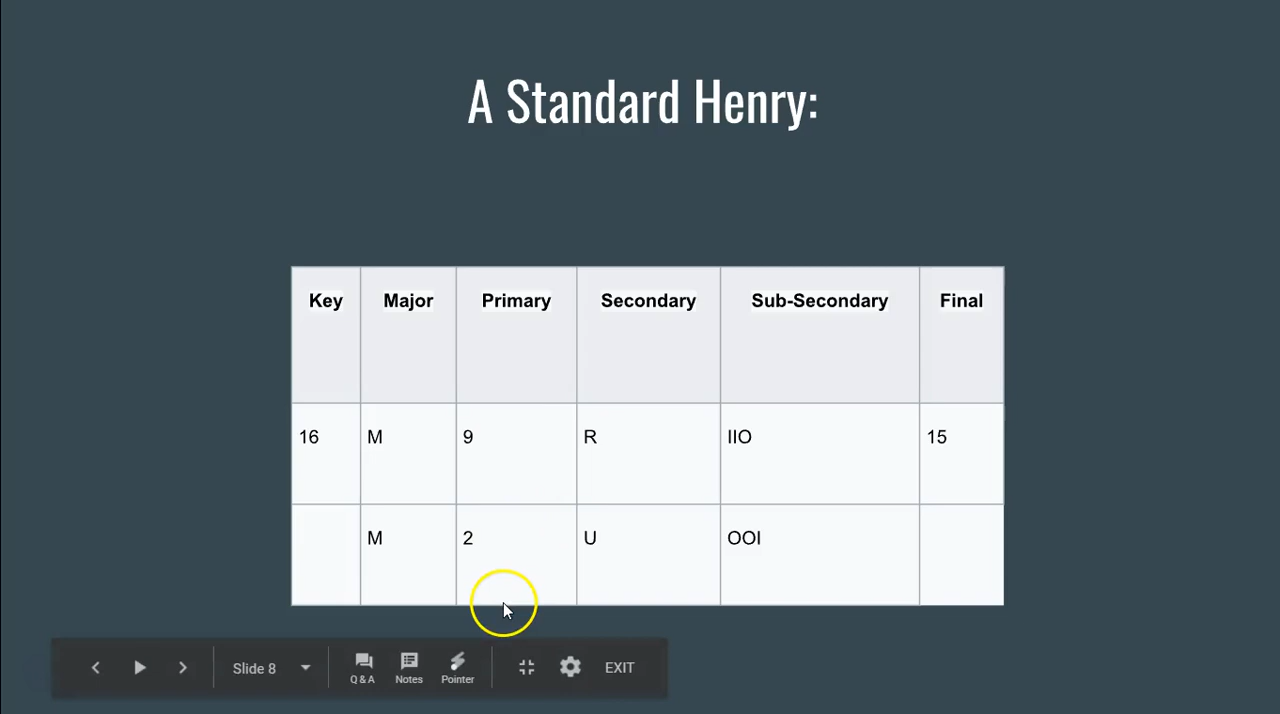 A Standard Henry:
Key Major Primary Secondary Sub-Secondary Final
16 M 9 R IIO 15
M 2 U OOI
Slide 8 Q & A Notes Pointer EXIT